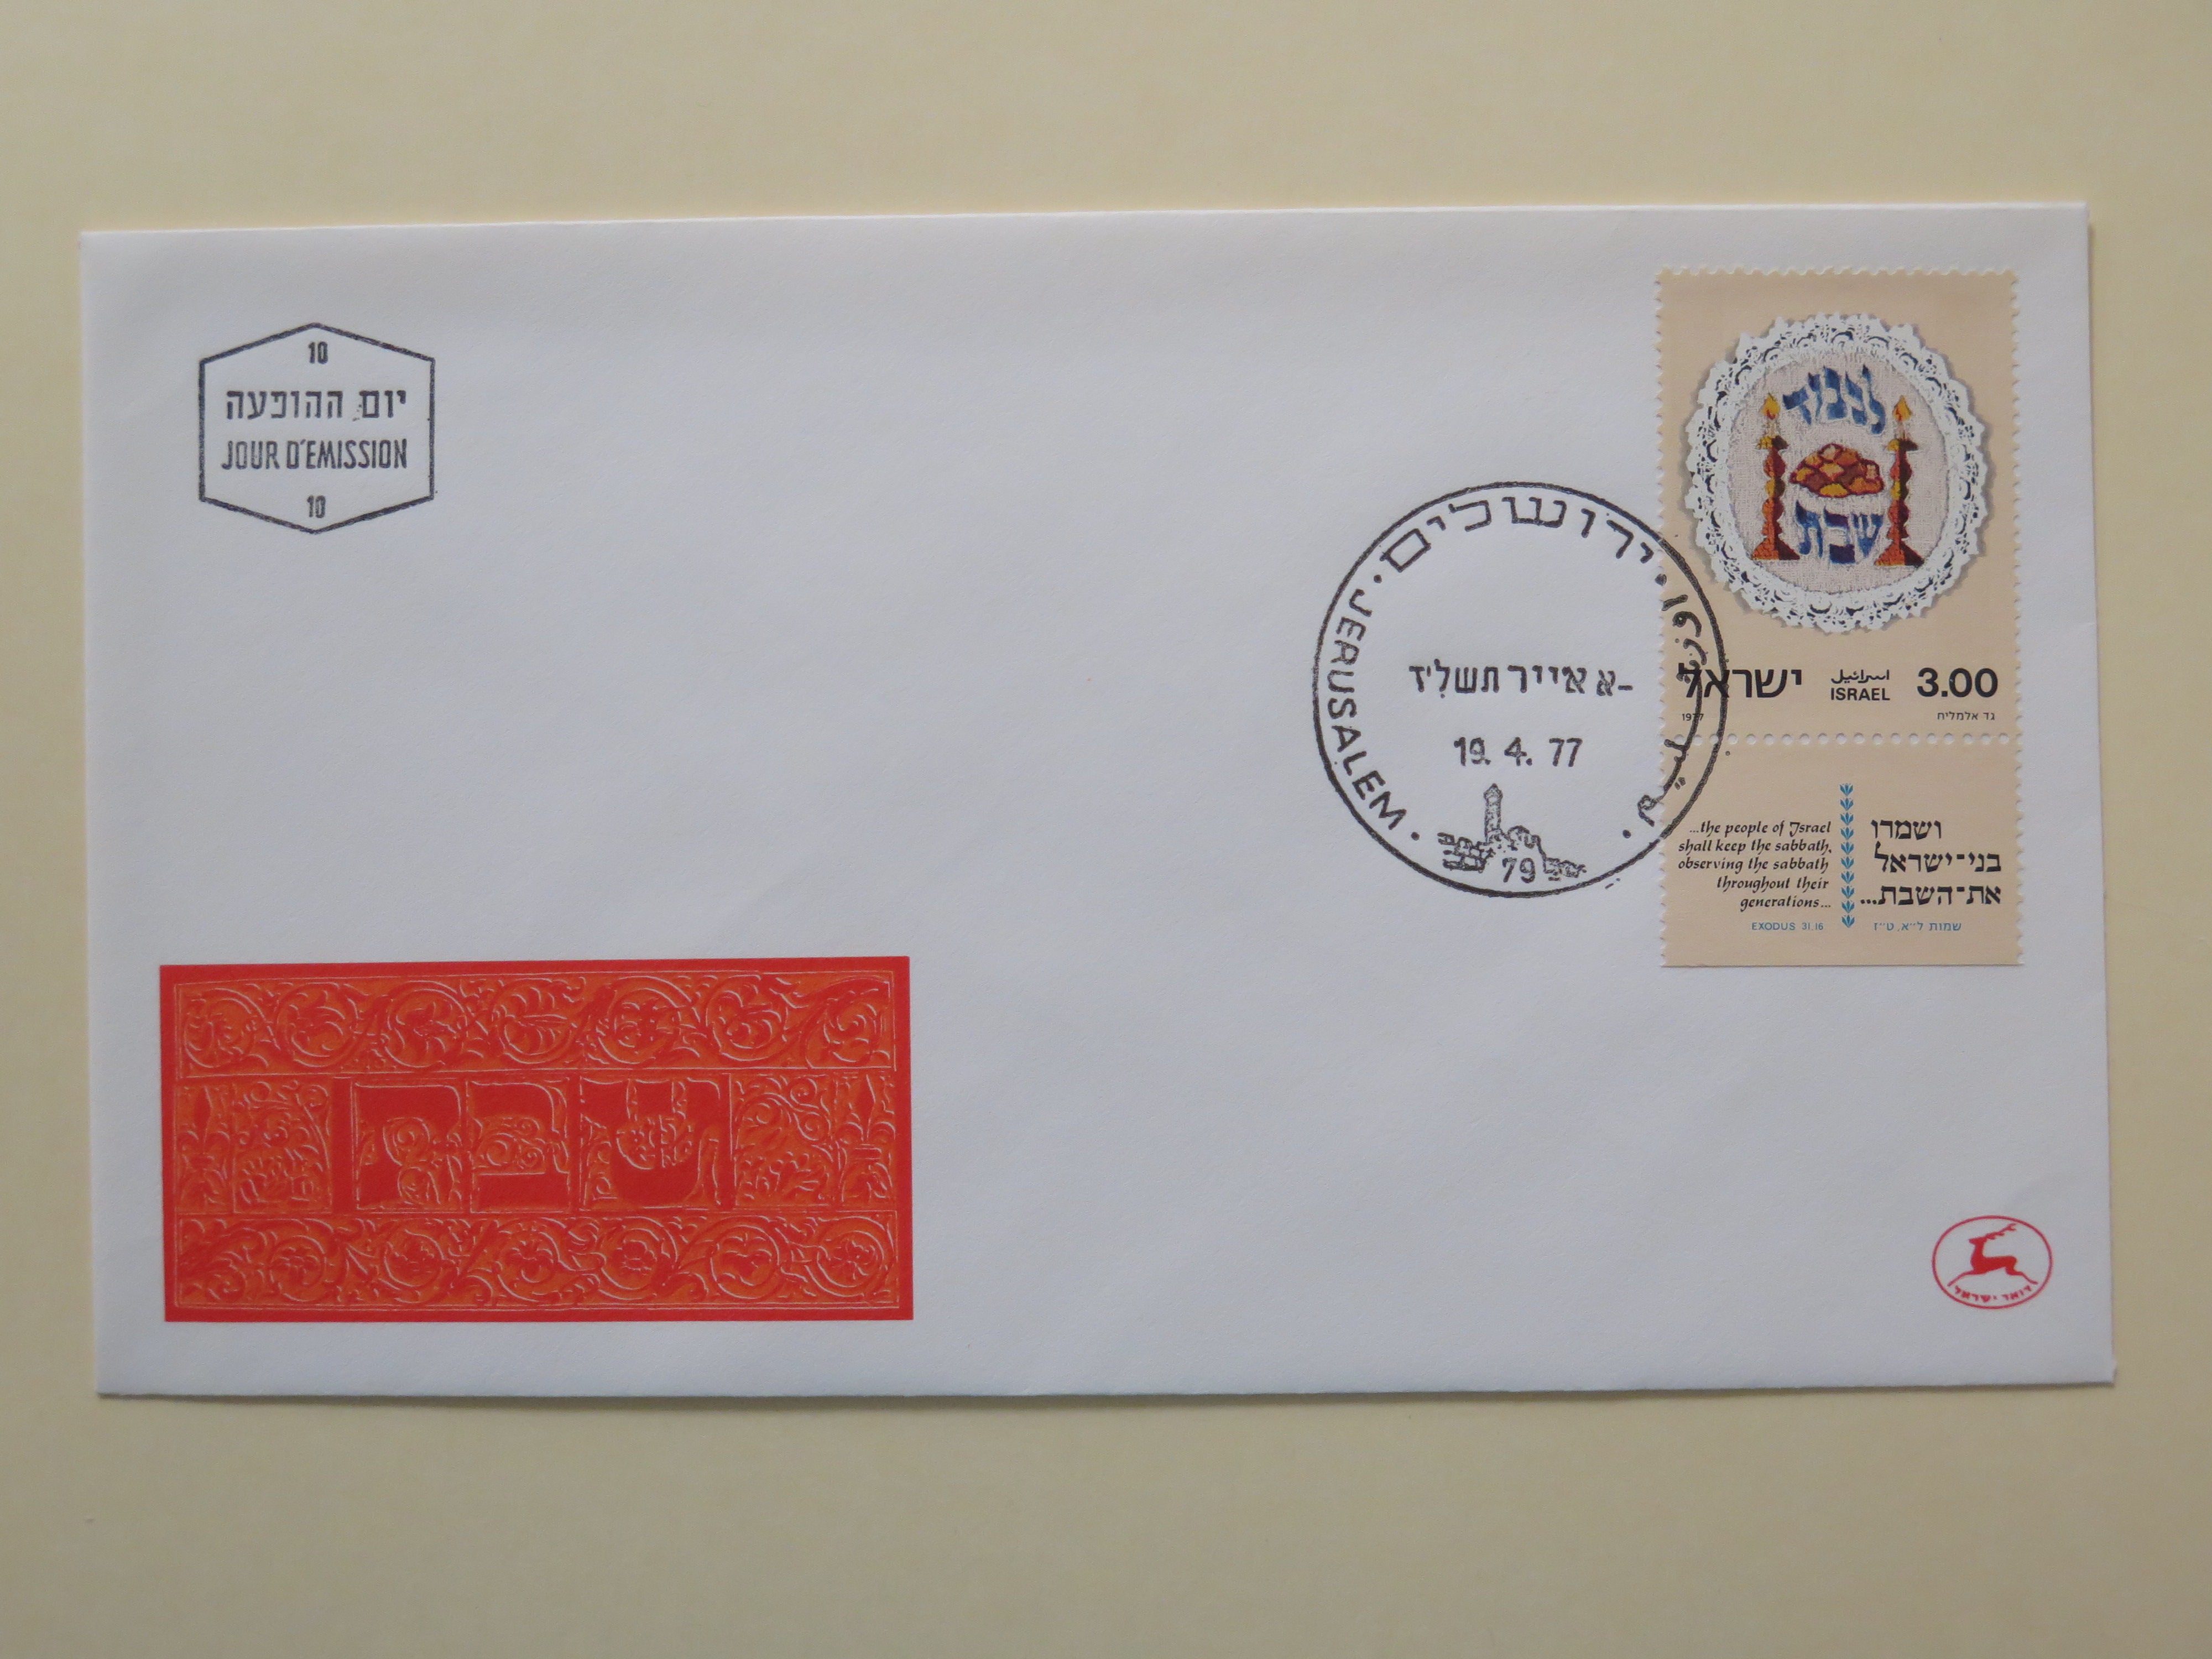 10
יום ההופעה
JOUR D'EMISSION
10
ירושלים
JERUSALEM
א אייר תשל"ז
19. 4. 77
79
לכבוד
שבת
ישראל اسرائيل ISRAEL 3.00
1977 גד אלמליח
...the people of Israel
shall keep the sabbath,
observing the sabbath
throughout their
generations...
EXODUS 31.16
ושמרו
בני־ישראל
את־השבת...
שמות ל"א, ט"ז
שבת
דואר ישראל